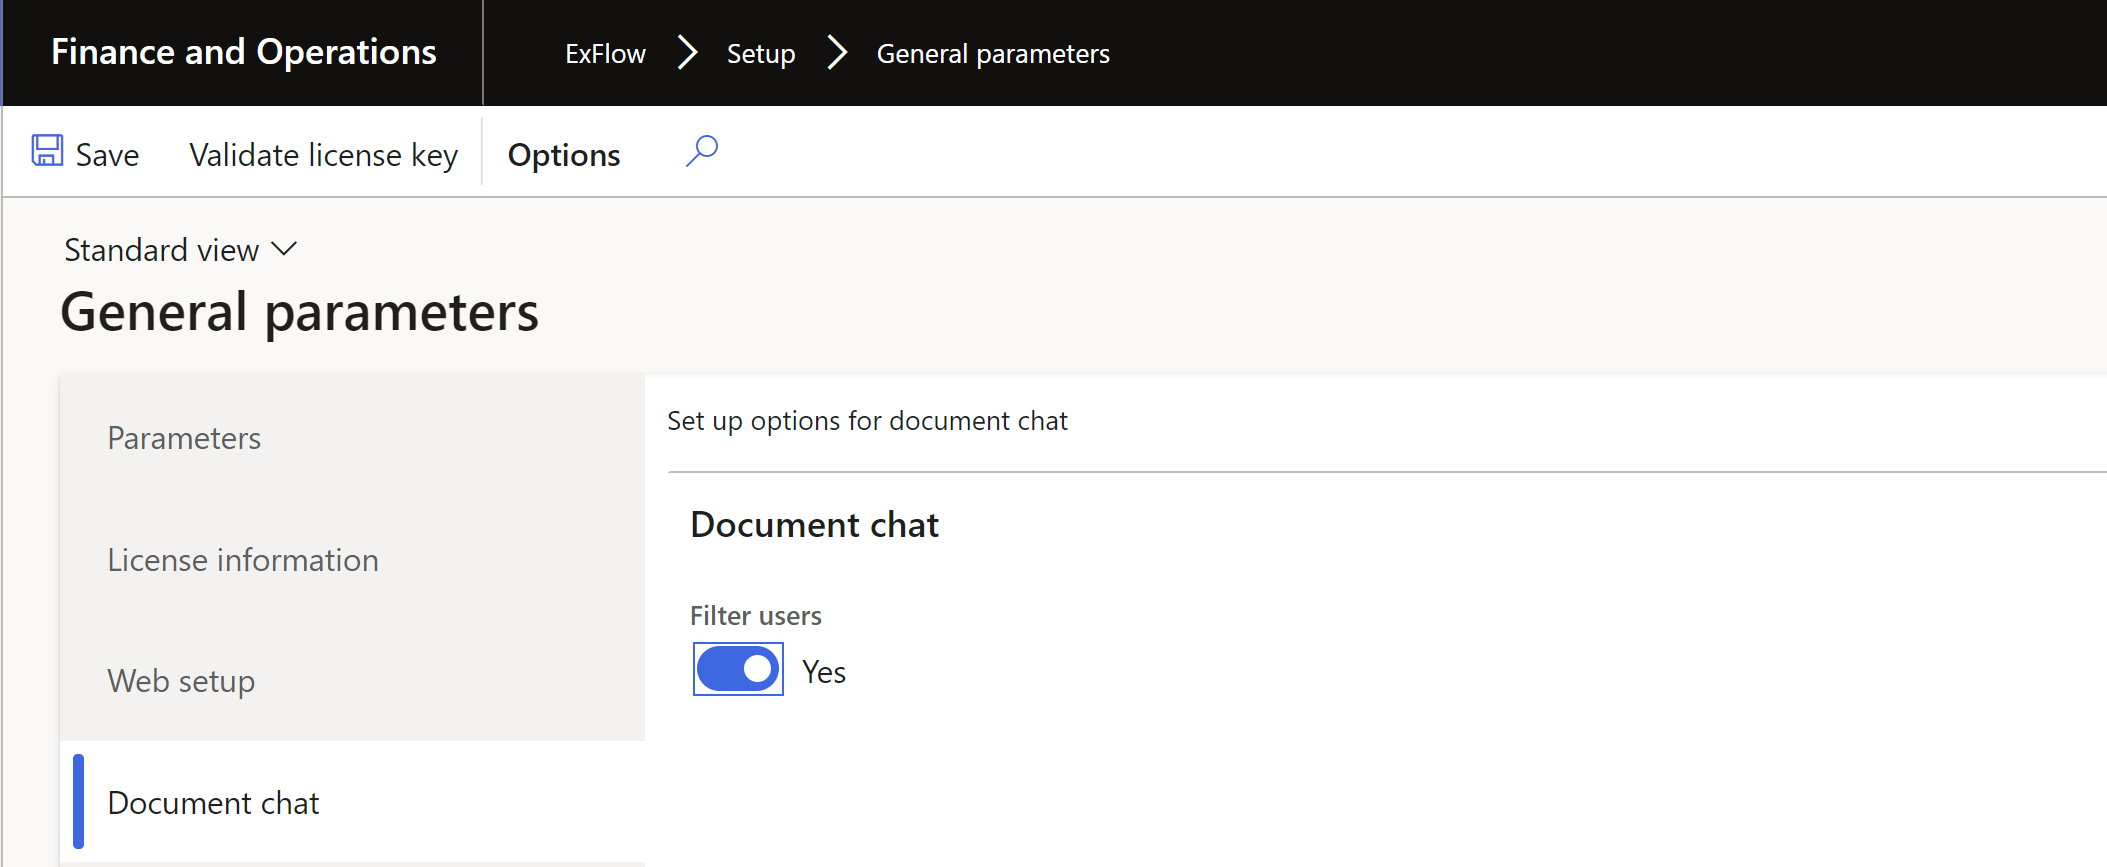 Finance and Operations
ExFlow
Setup
General parameters
Save
Validate license key
Options
Standard view
General parameters
Parameters
License information
Web setup
Document chat
Set up options for document chat
Document chat
Filter users
Yes